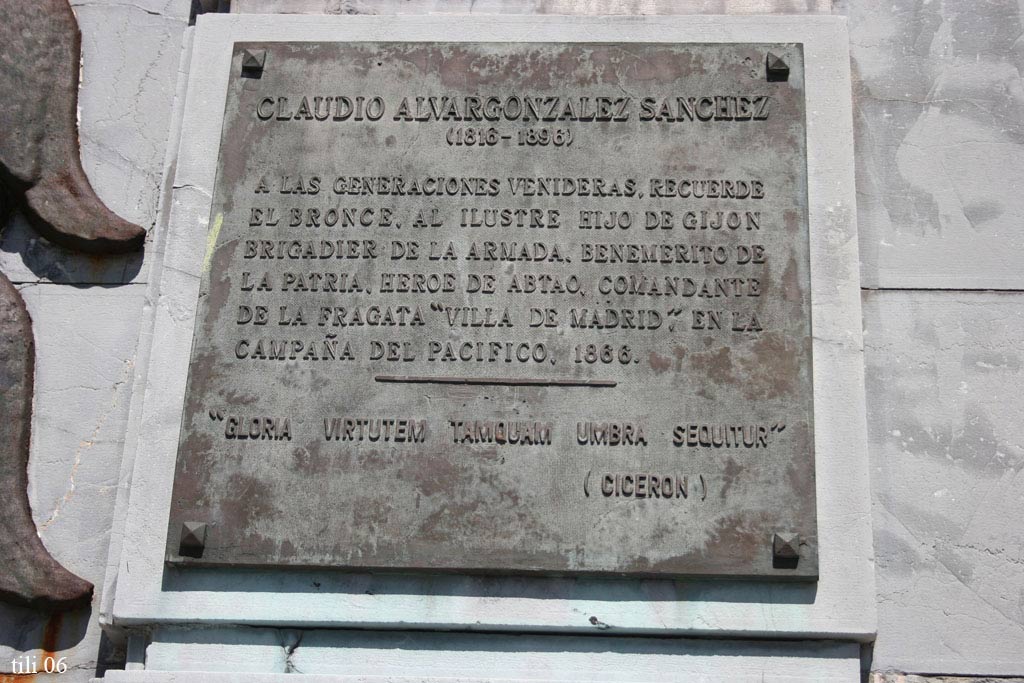 CLAUDIO ALVARGONZALEZ SANCHEZ
(1816-1896)
A LAS GENERACIONES VENIDERAS, RECUERDE
EL BRONCE, AL ILUSTRE HIJO DE GIJON
BRIGADIER DE LA ARMADA, BENEMERITO DE
LA PATRIA, HEROE DE ABTAO, COMANDANTE
DE LA FRAGATA "VILLA DE MADRID", EN LA
CAMPAÑA DEL PACIFICO, 1866.
"GLORIA VIRTUTEM TAMQUAM UMBRA SEQUITUR"
(CICERON)
tili 06